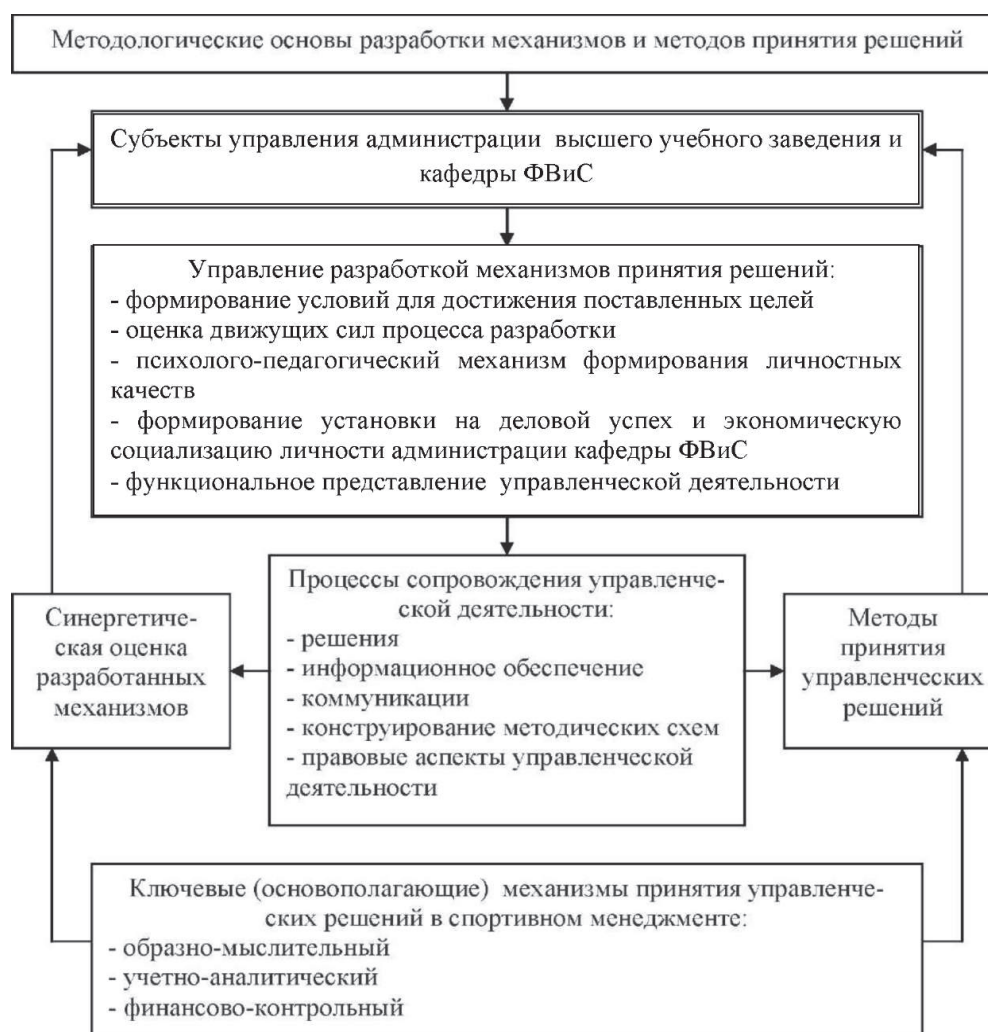 Методологические основы разработки механизмов и методов принятия решений
Субъекты управления администрации высшего учебного заведения и
кафедры ФВиС
Управление разработкой механизмов принятия решений:
- формирование условий для достижения поставленных целей
- оценка движущих сил процесса разработки
- психолого-педагогический механизм формирования личностных
качеств
- формирование установки на деловой успех и экономическую
социализацию личности администрации кафедры ФВиС
- функциональное представление управленческой деятельности
Синергетиче-
ская оценка
разработанных
механизмов
Процессы сопровождения управленче-
ской деятельности:
- решения
- информационное обеспечение
- коммуникации
- конструирование методических схем
- правовые аспекты управленческой
деятельности
Методы
принятия
управленческих
решений
Ключевые (основополагающие) механизмы принятия управленче-
ских решений в спортивном менеджменте:
- образно-мыслительный
- учетно-аналитический
- финансово-контрольный